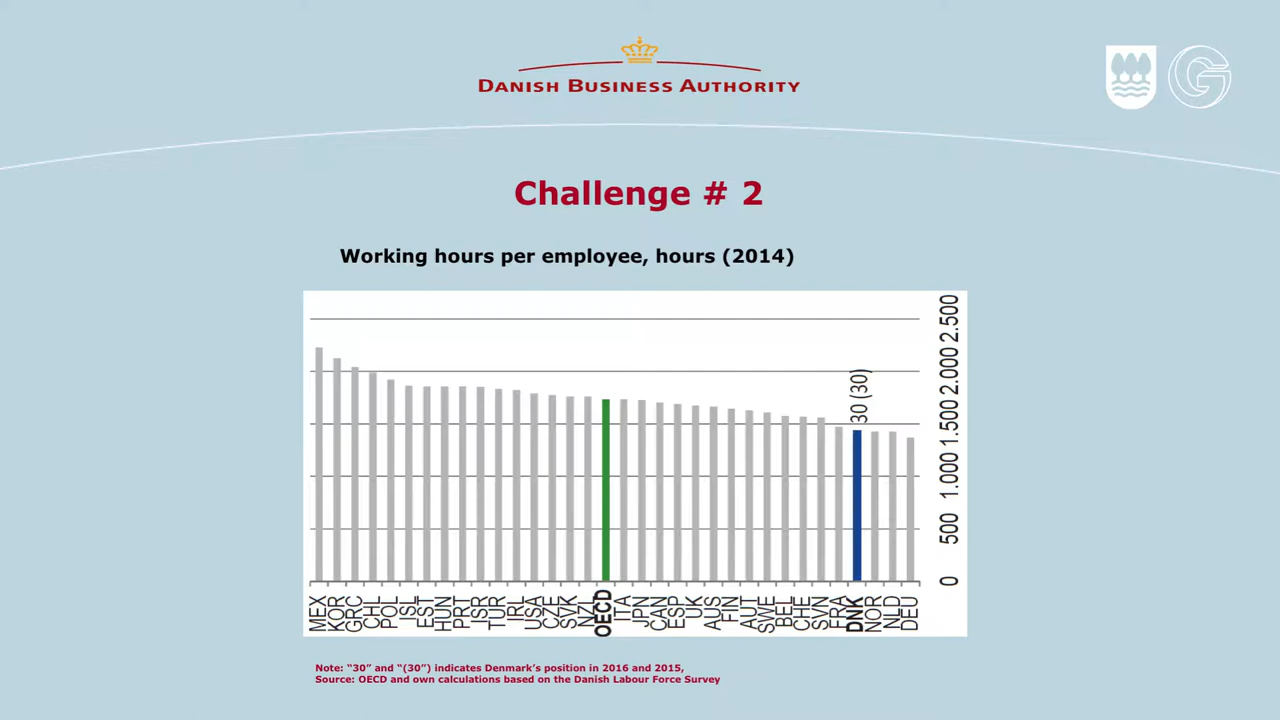 DANISH BUSINESS AUTHORITY
G
Challenge # 2
Working hours per employee, hours (2014)
2.500
2.000
1.500
1.000
500
0
30 (30)
MEX KOR GRC CHL POL ISL EST HUN PRT ISR TUR IRL USA CZE SVK NZL OECD ITA JPN CAN ESP UK AUS FIN AUT SWE BEL CHE SVN FRA DNK NOR NLD DEU
Note: “30” and “(30”) indicates Denmark’s position in 2016 and 2015,
Source: OECD and own calculations based on the Danish Labour Force Survey